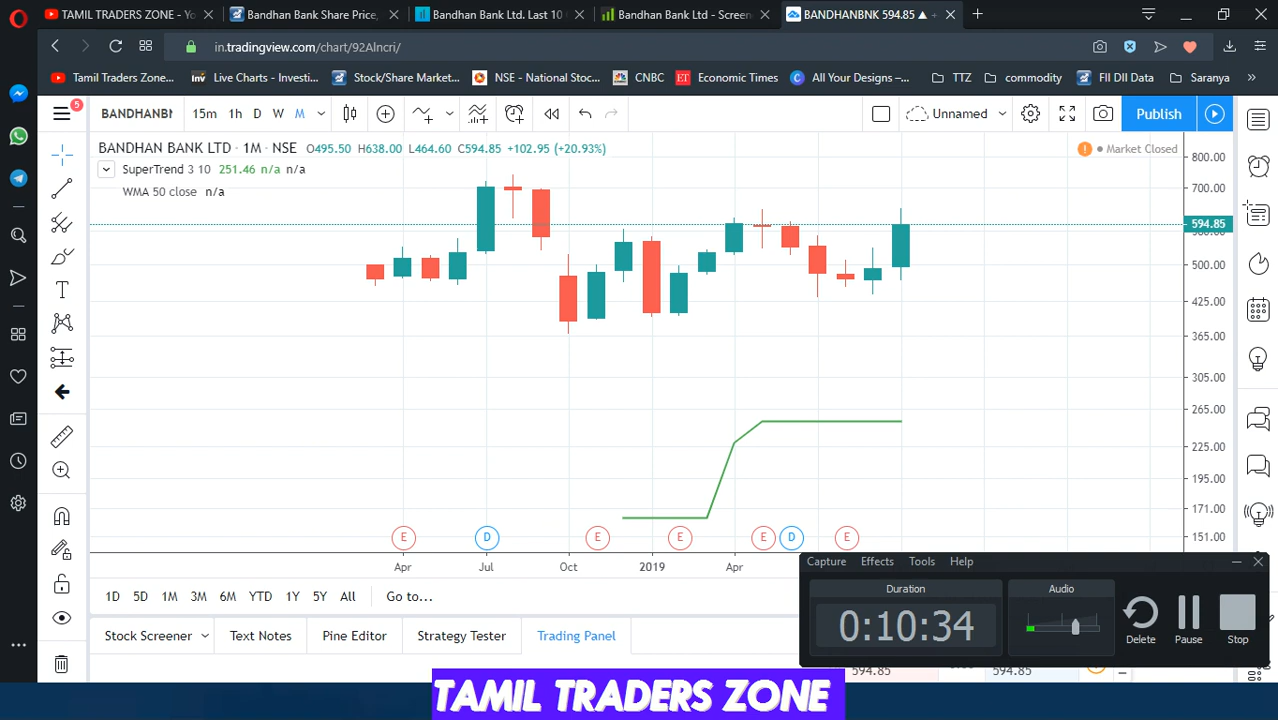 TAMIL TRADERS ZONE - Yo
Bandhan Bank Share Price,
Bandhan Bank Ltd. Last 10
Bandhan Bank Ltd - Screen
BANDHANBNK 594.85 ▲ +
in.tradingview.com/chart/92Alncri/
Tamil Traders Zone...
Live Charts - Investi...
Stock/Share Market...
NSE - National Stock...
CNBC
Economic Times
All Your Designs –...
TTZ
commodity
FII DII Data
Saranya
»
5
BANDHANBN
15m
1h
D
W
M
Unnamed
Publish
BANDHAN BANK LTD · 1M · NSE O495.50 H638.00 L464.60 C594.85 +102.95 (+20.93%)
Market Closed
SuperTrend 3 10 251.46 n/a n/a
WMA 50 close n/a
800.00
700.00
594.85
500.00
425.00
365.00
305.00
265.00
225.00
195.00
171.00
151.00
E
D
E
E
E
D
E
Apr
Jul
Oct
2019
Apr
1D
5D
1M
3M
6M
YTD
1Y
5Y
All
Go to...
Stock Screener
Text Notes
Pine Editor
Strategy Tester
Trading Panel
Capture
Effects
Tools
Help
Duration
0:10:34
Audio
Delete
Pause
Stop
TAMIL TRADERS ZONE